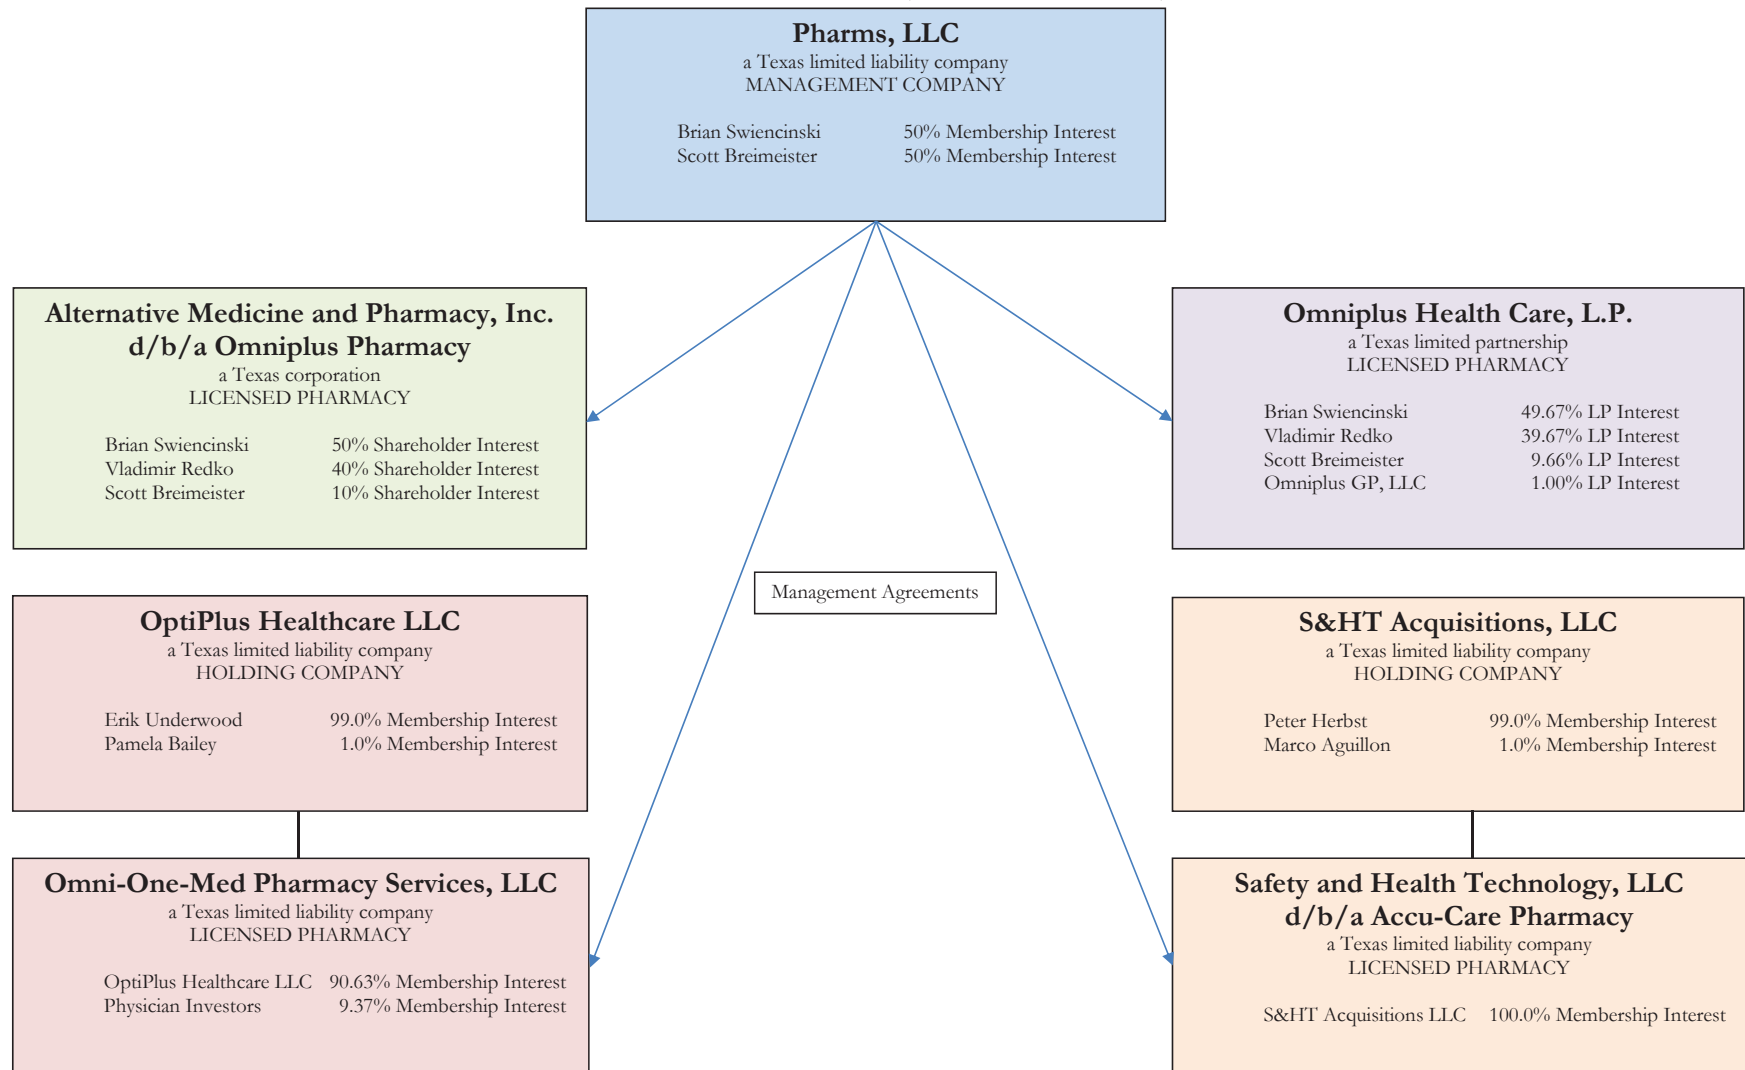 Pharms, LLC
a Texas limited liability company
MANAGEMENT COMPANY
Brian Swiencinski 50% Membership Interest
Scott Breimeister 50% Membership Interest
Alternative Medicine and Pharmacy, Inc.
d/b/a Omniplus Pharmacy
a Texas corporation
LICENSED PHARMACY
Brian Swiencinski 50% Shareholder Interest
Vladimir Redko 40% Shareholder Interest
Scott Breimeister 10% Shareholder Interest
Omniplus Health Care, L.P.
a Texas limited partnership
LICENSED PHARMACY
Brian Swiencinski 49.67% LP Interest
Vladimir Redko 39.67% LP Interest
Scott Breimeister 9.66% LP Interest
Omniplus GP, LLC 1.00% LP Interest
Management Agreements
OptiPlus Healthcare LLC
a Texas limited liability company
HOLDING COMPANY
Erik Underwood 99.0% Membership Interest
Pamela Bailey 1.0% Membership Interest
S&HT Acquisitions, LLC
a Texas limited liability company
HOLDING COMPANY
Peter Herbst 99.0% Membership Interest
Marco Aguillon 1.0% Membership Interest
Omni-One-Med Pharmacy Services, LLC
a Texas limited liability company
LICENSED PHARMACY
OptiPlus Healthcare LLC 90.63% Membership Interest
Physician Investors 9.37% Membership Interest
Safety and Health Technology, LLC
d/b/a Accu-Care Pharmacy
a Texas limited liability company
LICENSED PHARMACY
S&HT Acquisitions LLC 100.0% Membership Interest